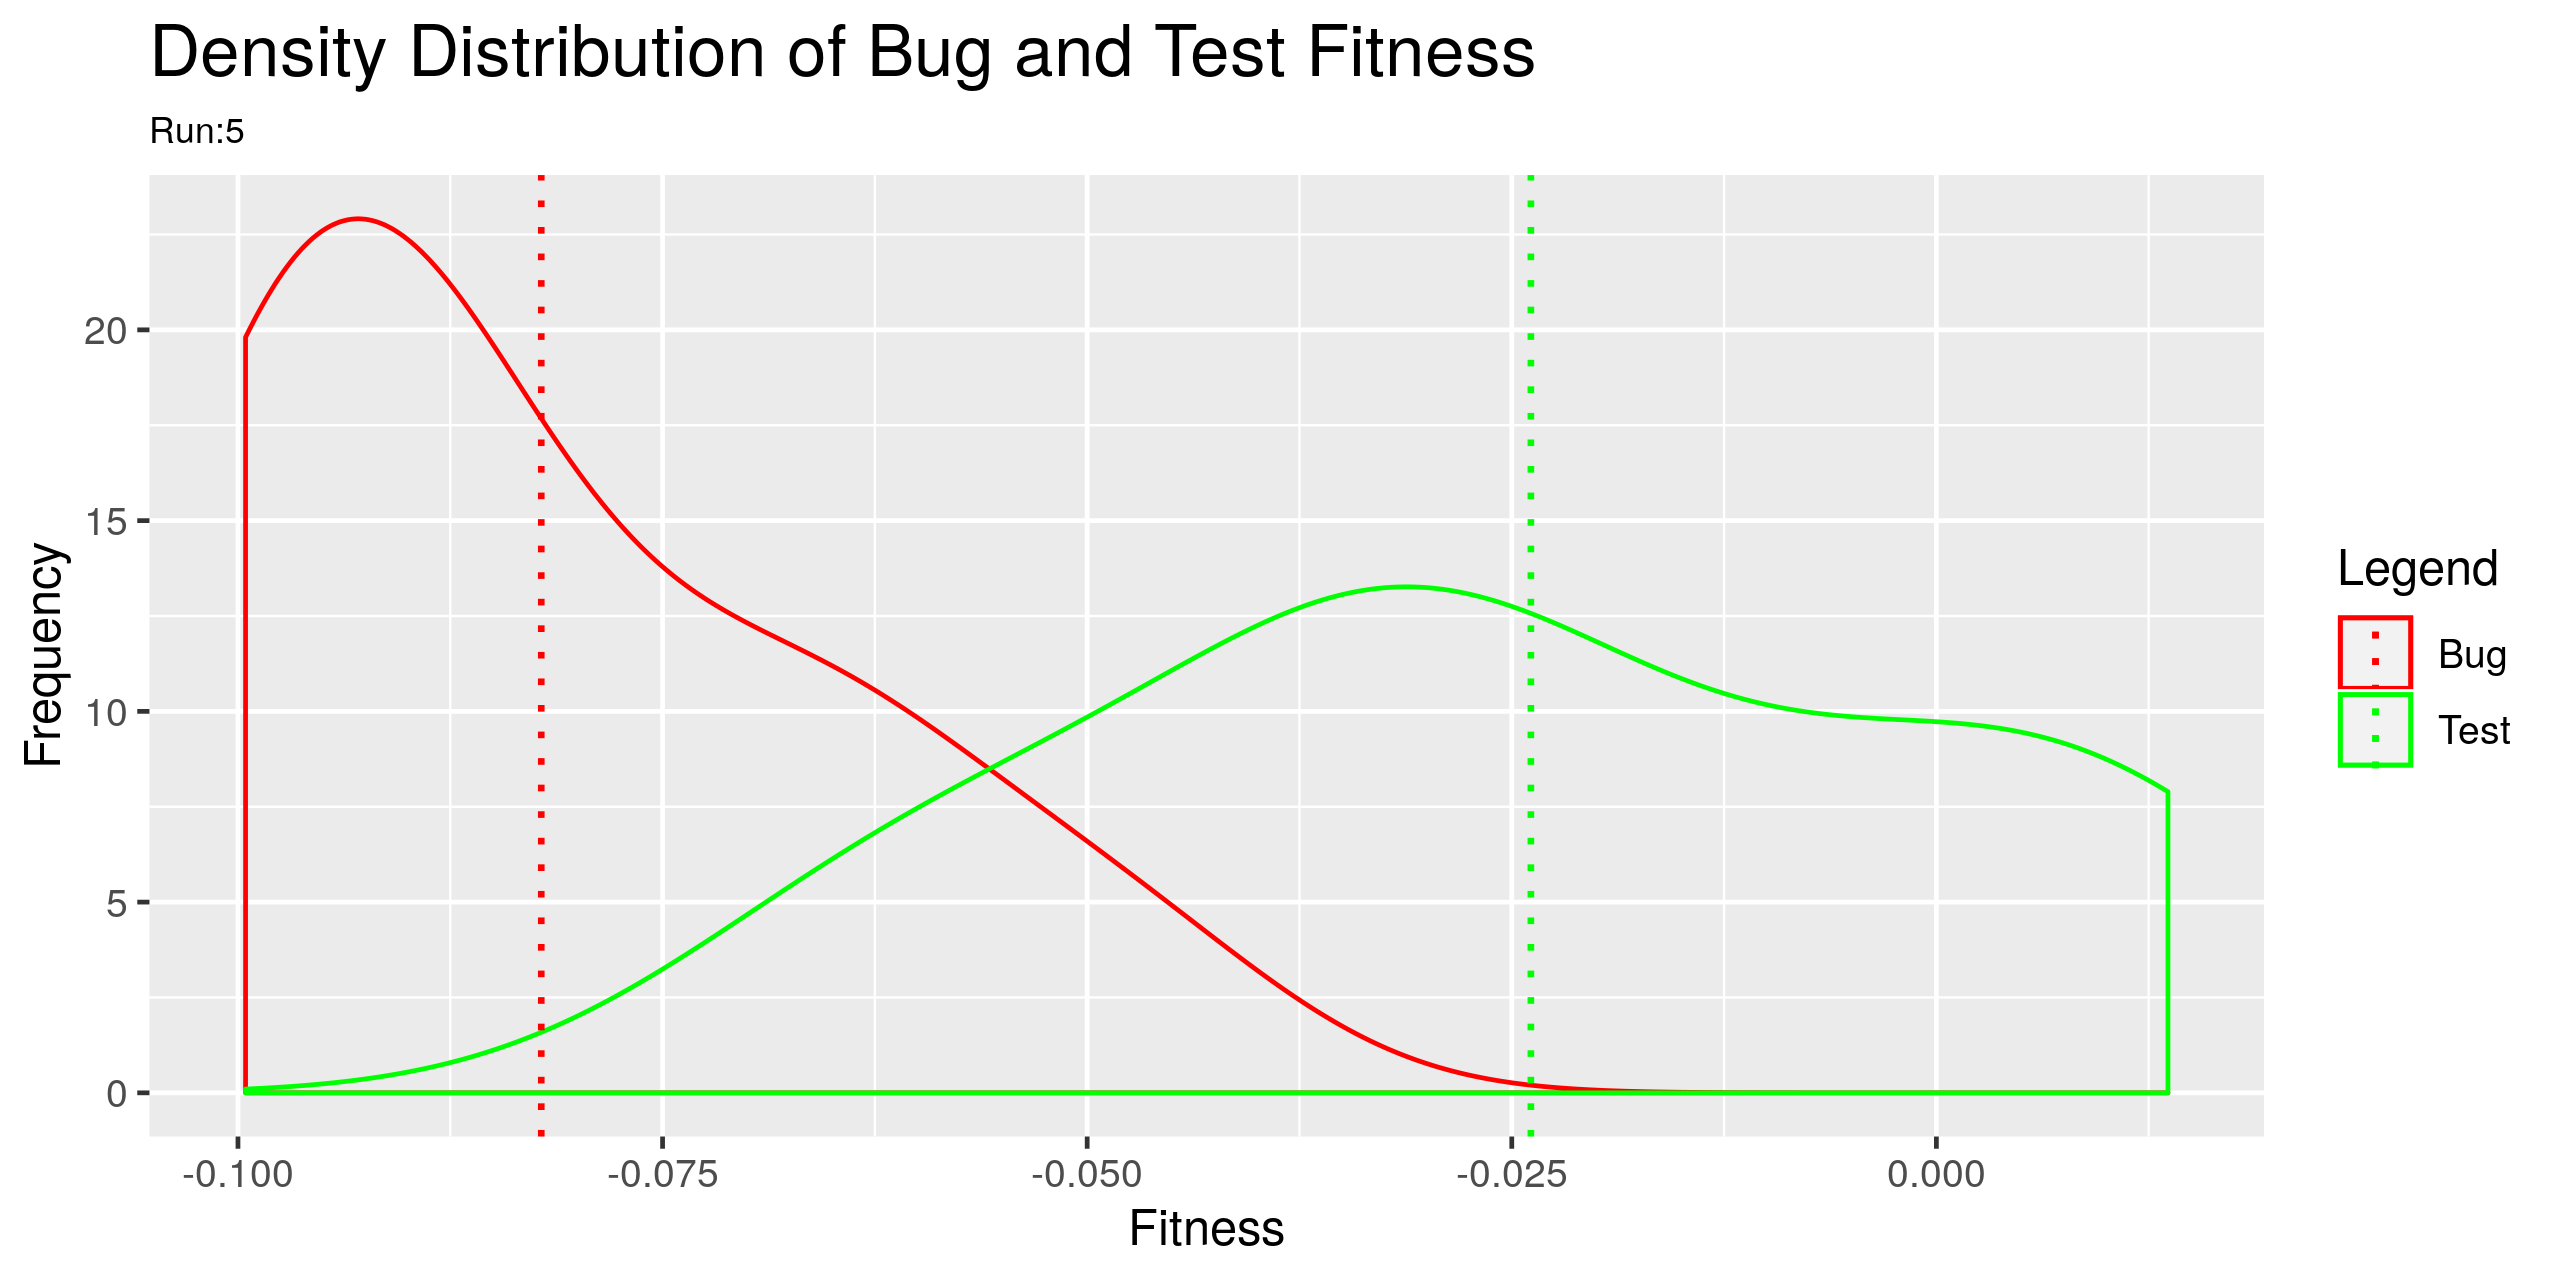 Density Distribution of Bug and Test Fitness
Run:5
Frequency
20
15
10
5
0
-0.100 -0.075 -0.050 -0.025 0.000
Fitness
Legend
Bug
Test